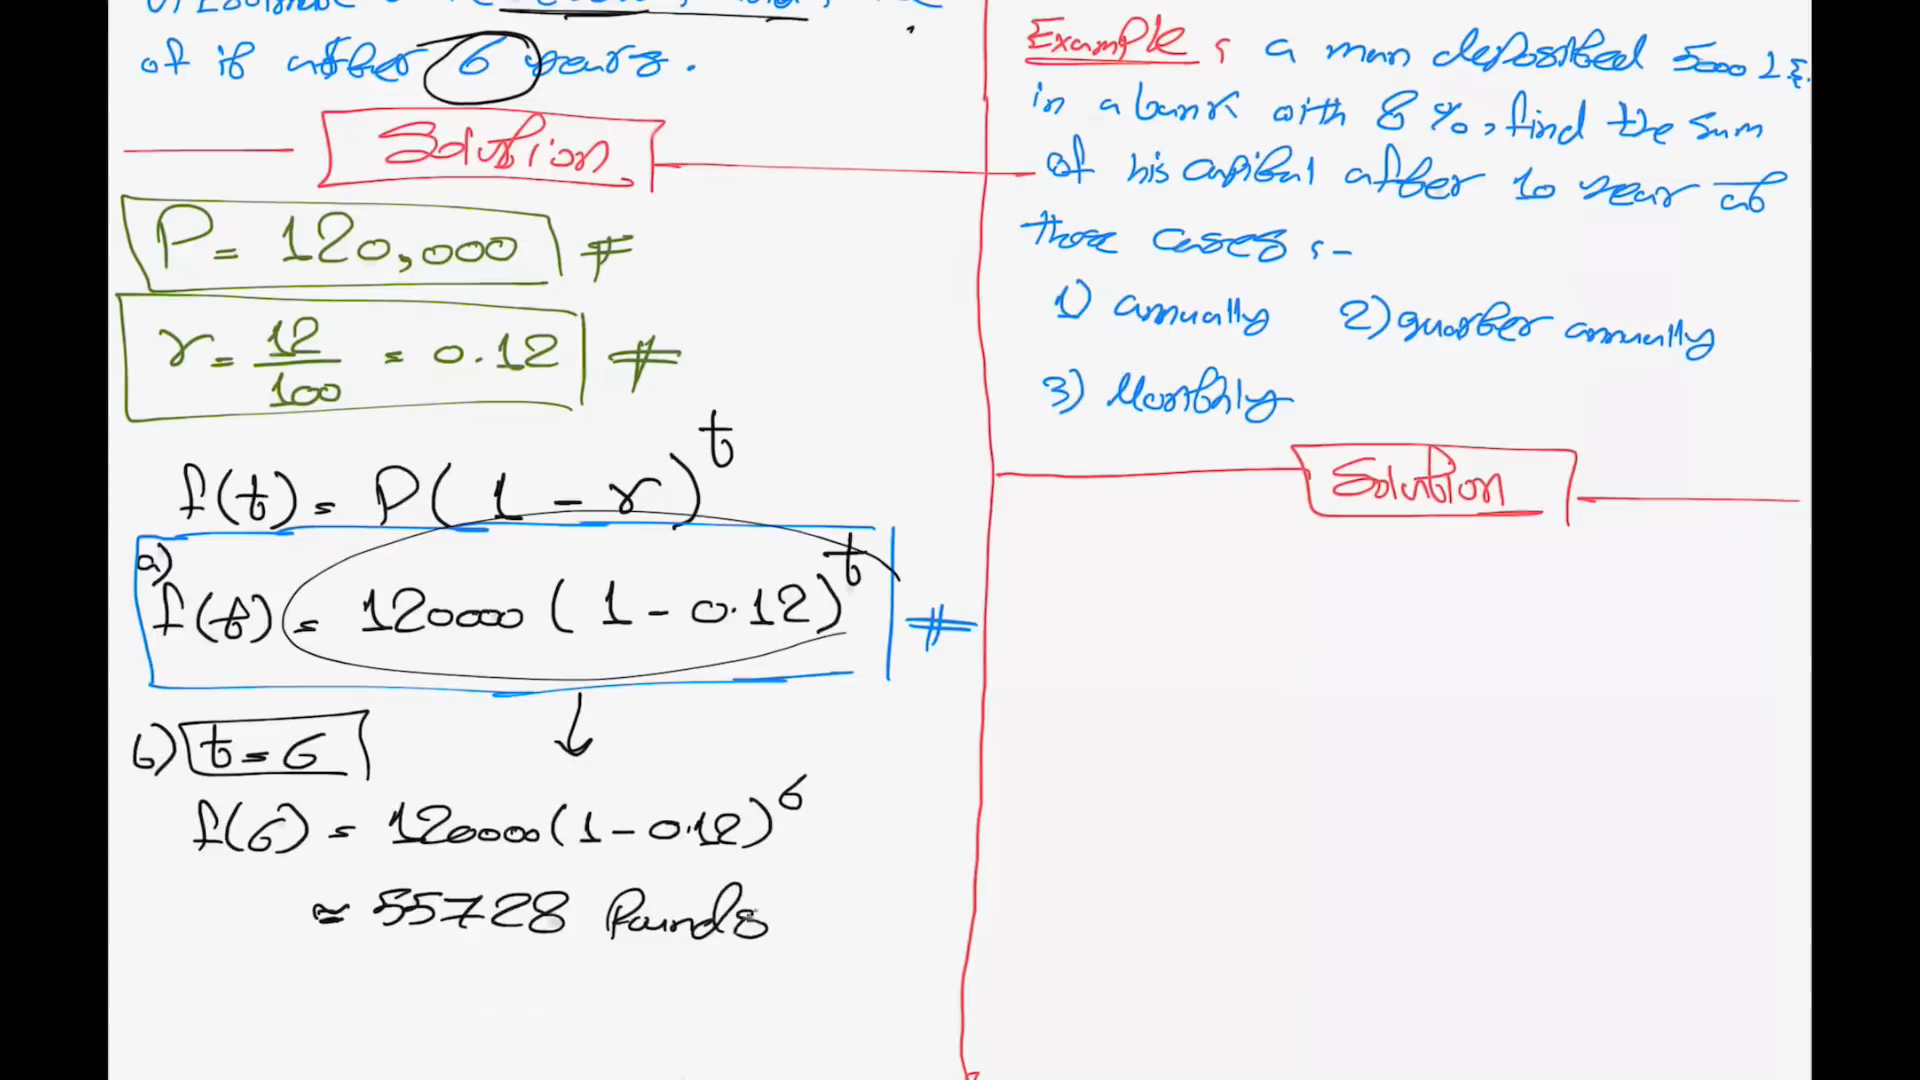 of it after 6 years.
Solution
P = 120,000 #
r = 12/100 = 0.12 #
f(t) = P(1 - r)^t
a)
f(t) = 120000 (1 - 0.12)^t #
b) t = 6
f(6) = 120000 (1 - 0.12)^6
≃ 55728 Pounds
Example : a man deposited 5000 L.E.
in a bank with 8 %, find the sum
of his capital after 10 year at
those cases :-
1) annually 2) quarter annually
3) Monthly
Solution